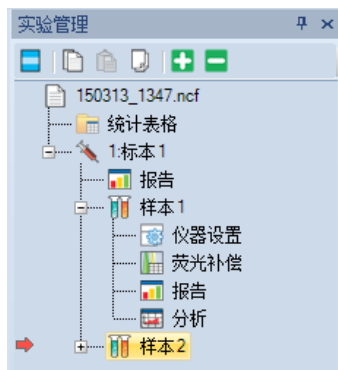 实验管理
150313_1347.ncf
统计表格
1:标本1
报告
样本1
仪器设置
荧光补偿
报告
分析
样本2